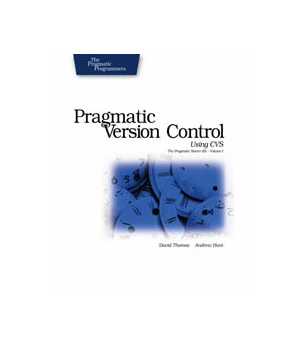 The
Pragmatic
Programmers
Pragmatic
Version Control
Using CVS
The Pragmatic Starter Kit – Volume I
David Thomas Andrew Hunt